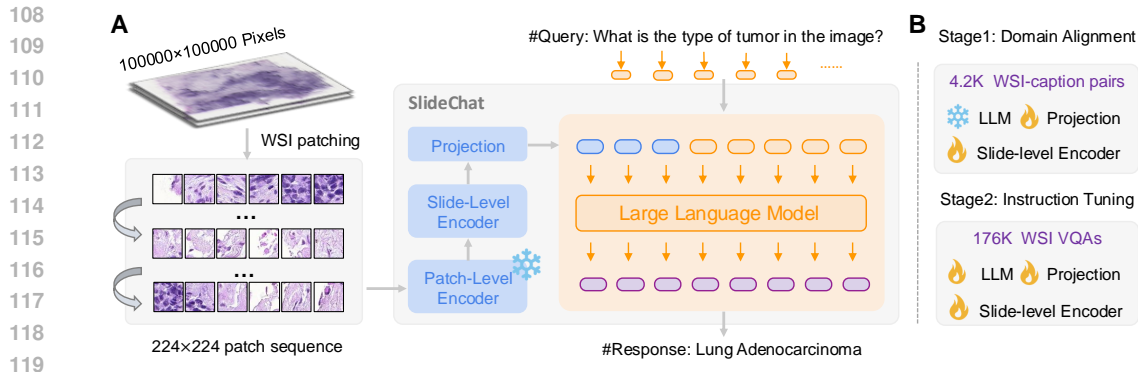 108
109
110
111
112
113
114
115
116
117
118
119
A
100000×100000 Pixels
WSI patching
...
...
224×224 patch sequence
#Query: What is the type of tumor in the image?
......
SlideChat
Projection
Slide-Level
Encoder
Patch-Level
Encoder
Large Language Model
#Response: Lung Adenocarcinoma
B
Stage1: Domain Alignment
4.2K WSI-caption pairs
LLM Projection
Slide-level Encoder
Stage2: Instruction Tuning
176K WSI VQAs
LLM Projection
Slide-level Encoder